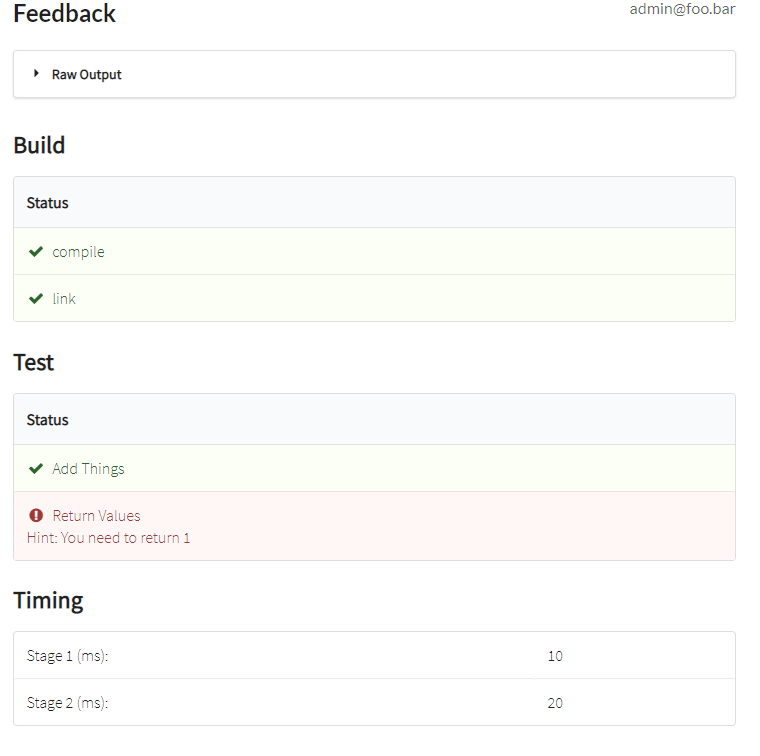 Feedback
admin@foo.bar
Raw Output
Build
Status
compile
link
Test
Status
Add Things
Return Values
Hint: You need to return 1
Timing
Stage 1 (ms): 10
Stage 2 (ms): 20